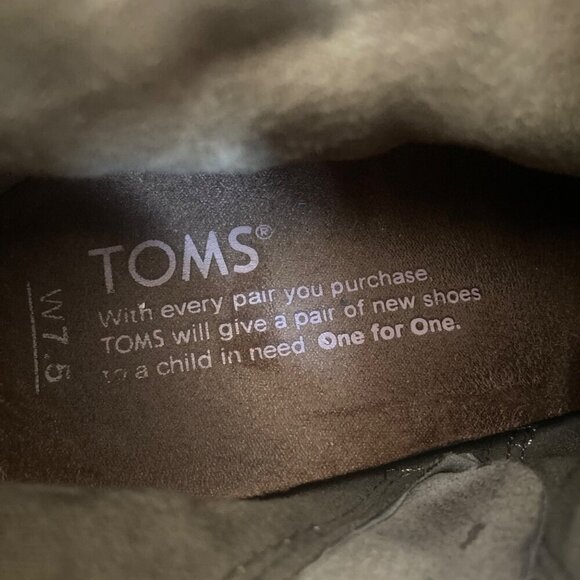 TOMS®
With every pair you purchase,
TOMS will give a pair of new shoes
to a child in need. One for One.
W7.5